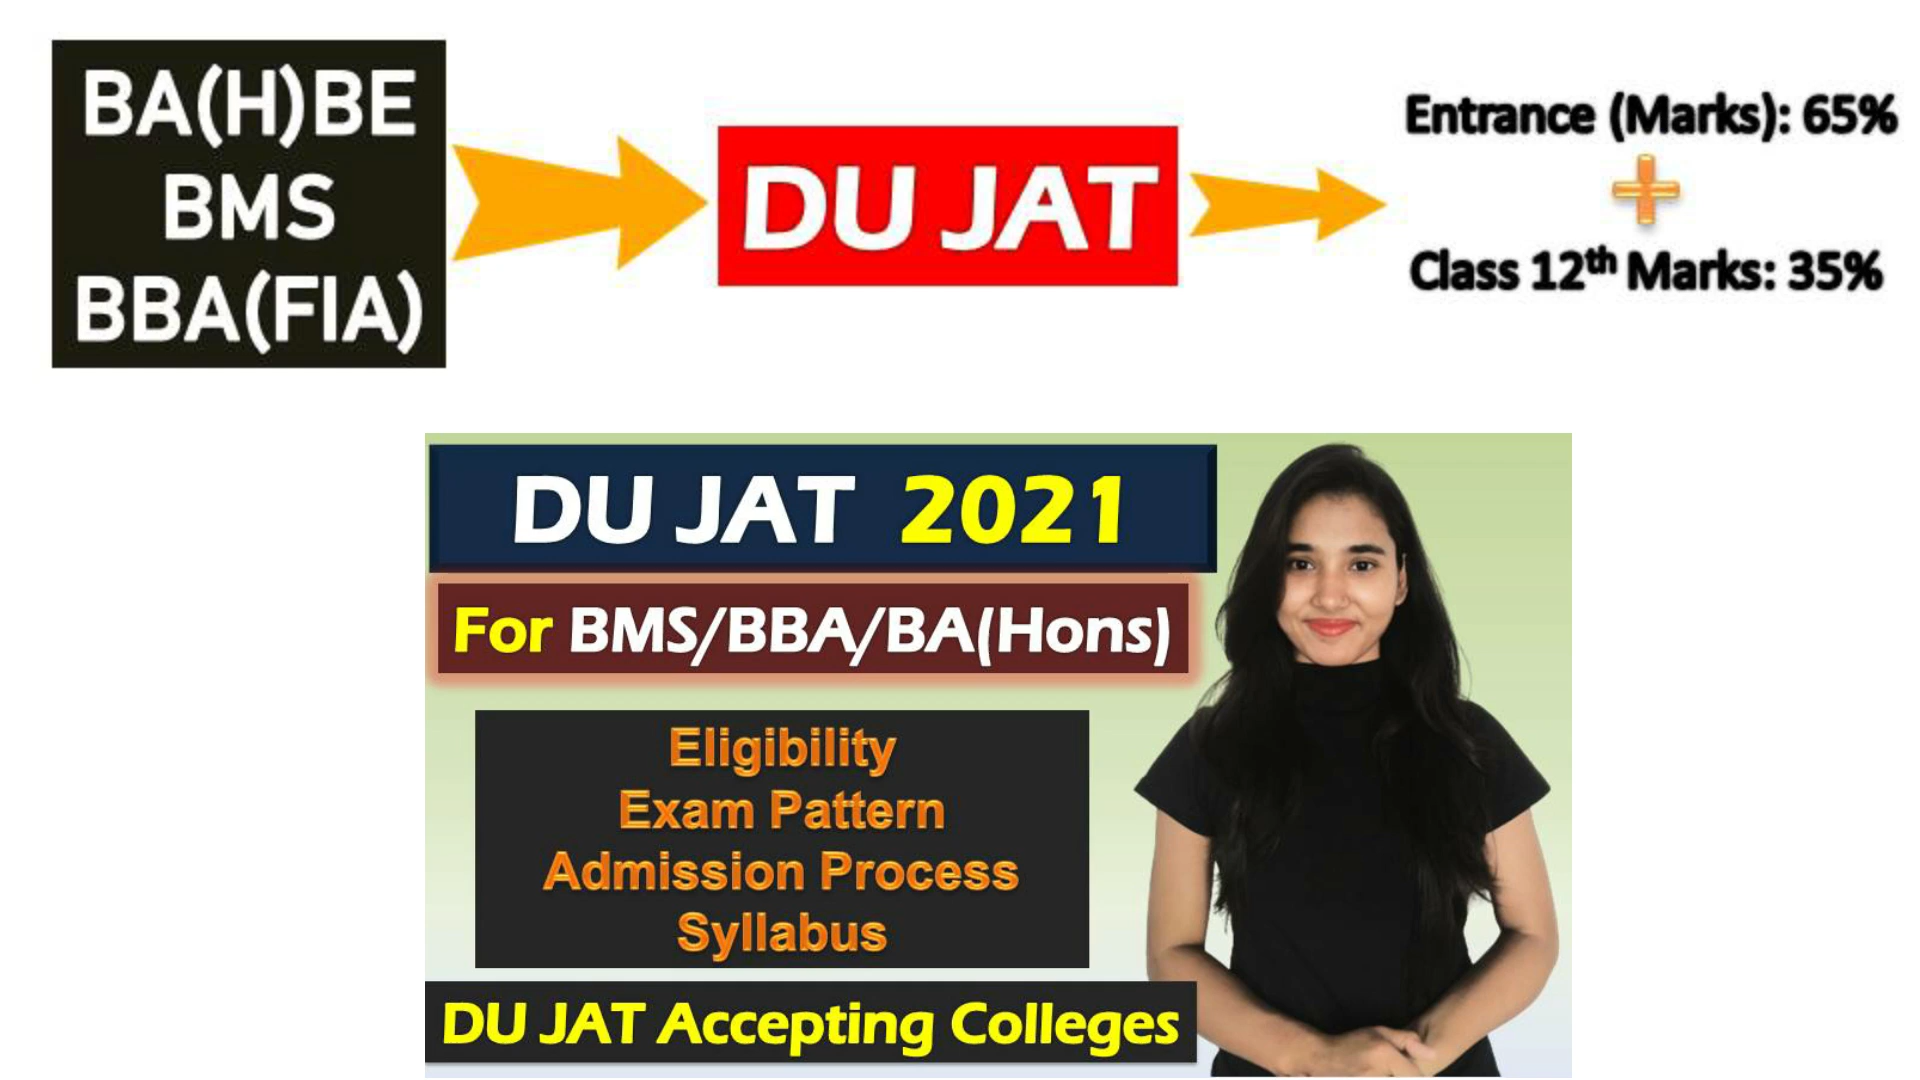 BA(H)BE
BMS
BBA(FIA)
DU JAT
Entrance (Marks): 65%
+
Class 12th Marks: 35%
DU JAT 2021
For BMS/BBA/BA(Hons)
Eligibility
Exam Pattern
Admission Process
Syllabus
DU JAT Accepting Colleges